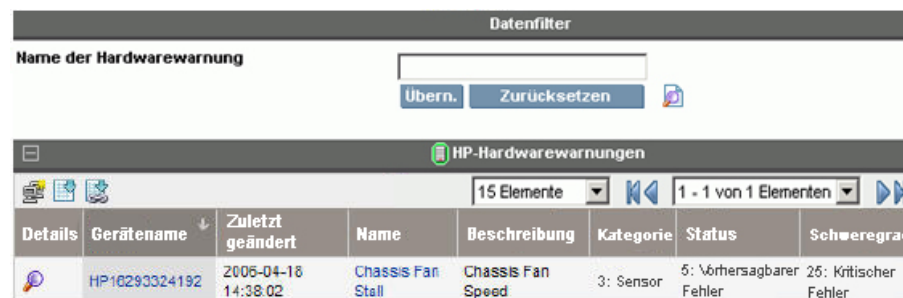 Datenfilter
Name der Hardwarewarnung
Übern. Zurücksetzen
HP-Hardwarewarnungen
15 Elemente 1 - 1 von 1 Elementen
Details Gerätename Zuletzt geändert Name Beschreibung Kategorie Status Schweregra
HP16293324192 2006-04-18 14:38:02 Chassis Fan Stall Chassis Fan Speed 3: Sensor 5: Vorhersagbarer Fehler 25: Kritischer Fehler